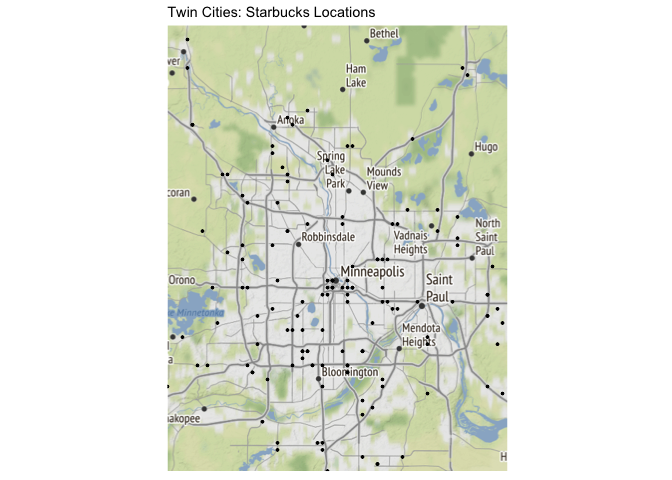 Twin Cities: Starbucks Locations
Bethel
ver
Ham
Lake
Anoka
Hugo
Spring
Lake
Park
Mounds
View
coran
North
Saint
Paul
Vadnais
Heights
Robbinsdale
Minneapolis
Orono
Saint
Paul
Minnetonka
Mendota
Heights
a
Bloomington
akopee
H